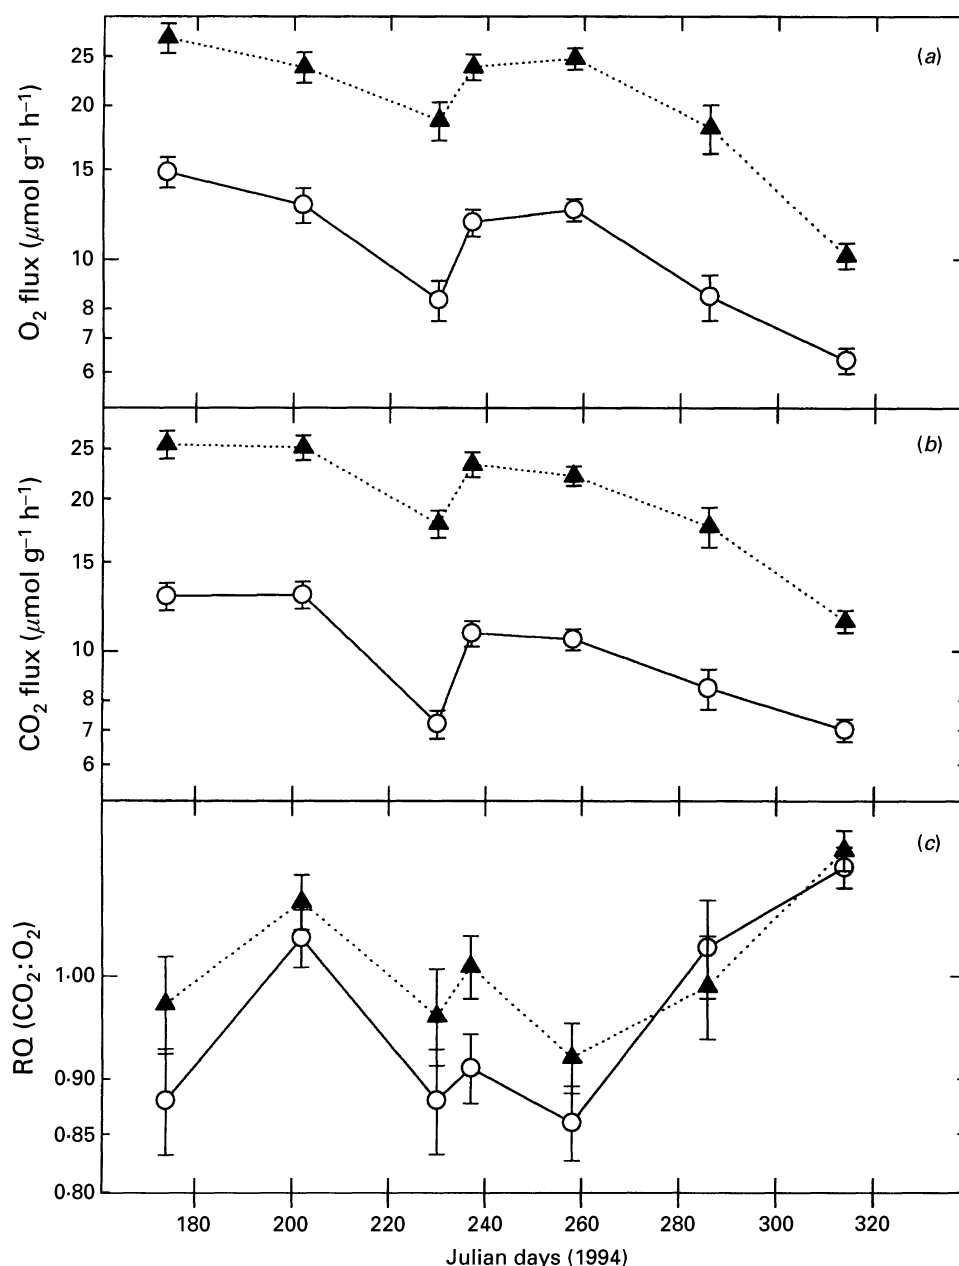 (a)
25
20
15
10
8
7
6
O₂ flux (μmol g⁻¹ h⁻¹)
(b)
25
20
15
10
8
7
6
CO₂ flux (μmol g⁻¹ h⁻¹)
(c)
1·00
0·90
0·85
0·80
RQ (CO₂:O₂)
180 200 220 240 260 280 300 320
Julian days (1994)